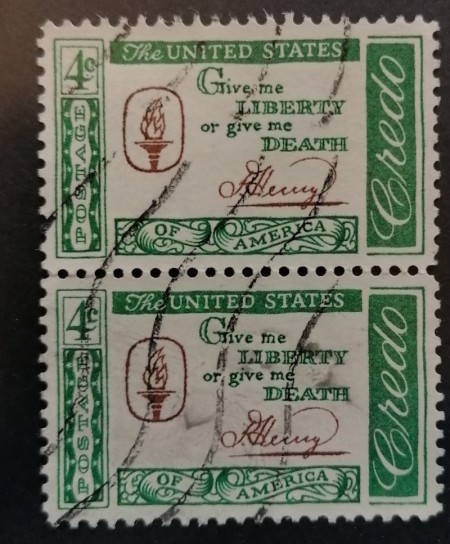 4¢
The UNITED STATES
POSTAGE
Give me
LIBERTY
or give me
DEATH
P. Henry
OF AMERICA
Credo
4¢
The UNITED STATES
POSTAGE
Give me
LIBERTY
or give me
DEATH
P. Henry
OF AMERICA
Credo